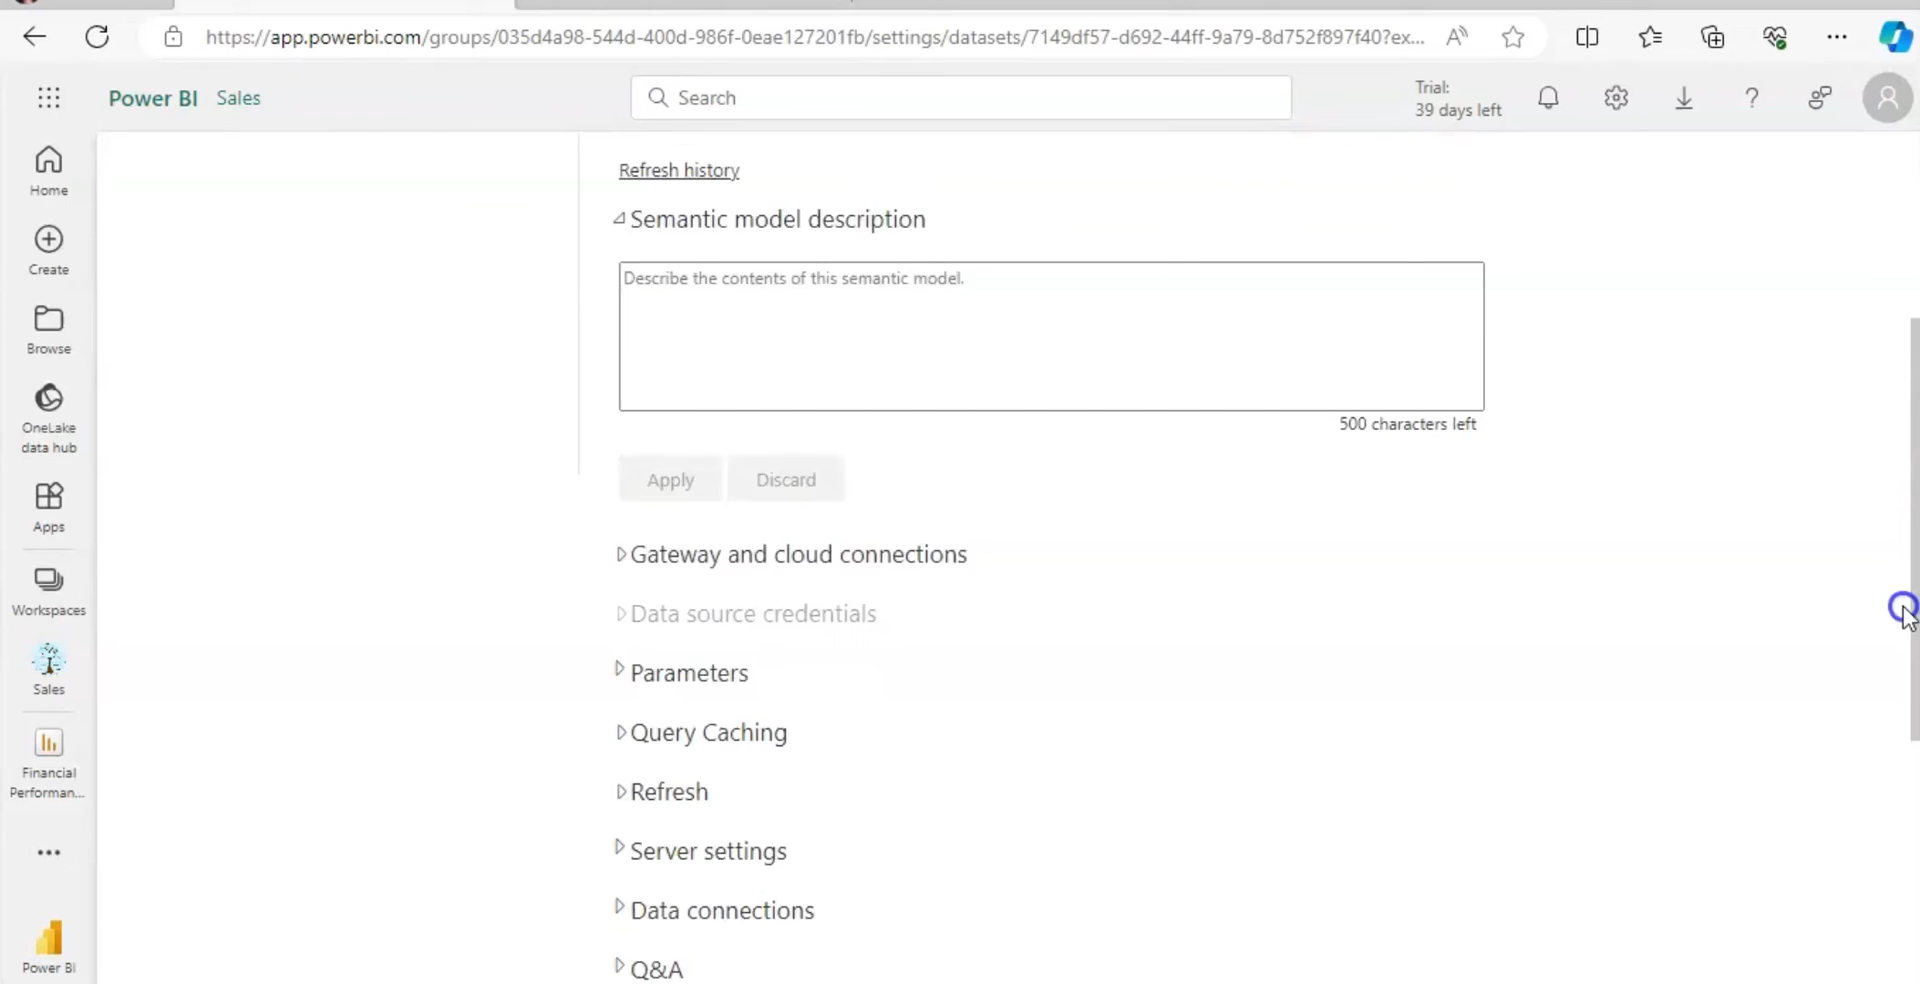 https://app.powerbi.com/groups/035d4a98-544d-400d-986f-0eae127201fb/settings/datasets/7149df57-d692-44ff-9a79-8d752f897f40?ex...
Power BI Sales
Search
Trial:
39 days left
Home
Create
Browse
OneLake
data hub
Apps
Workspaces
Sales
Financial
Performan...
Power BI
Refresh history
Semantic model description
Describe the contents of this semantic model.
500 characters left
Apply Discard
Gateway and cloud connections
Data source credentials
Parameters
Query Caching
Refresh
Server settings
Data connections
Q&A